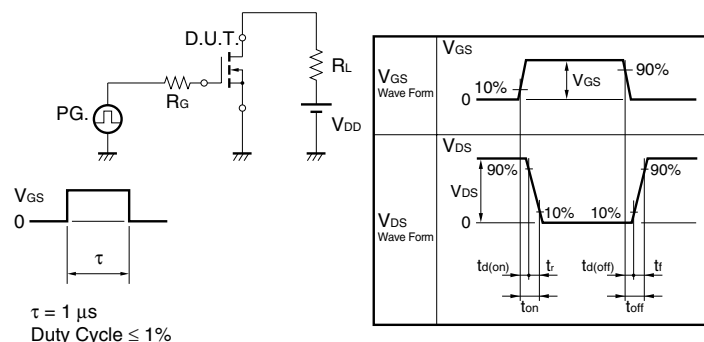 D.U.T.
RL
RG
PG.
VDD
VGS
0
τ
τ = 1 μs
Duty Cycle ≤ 1%
VGS
Wave Form
VGS
10%
VGS
90%
0
VDS
Wave Form
VDS
90%
90%
VDS
10%
10%
0
td(on)
tr
td(off)
tf
ton
toff